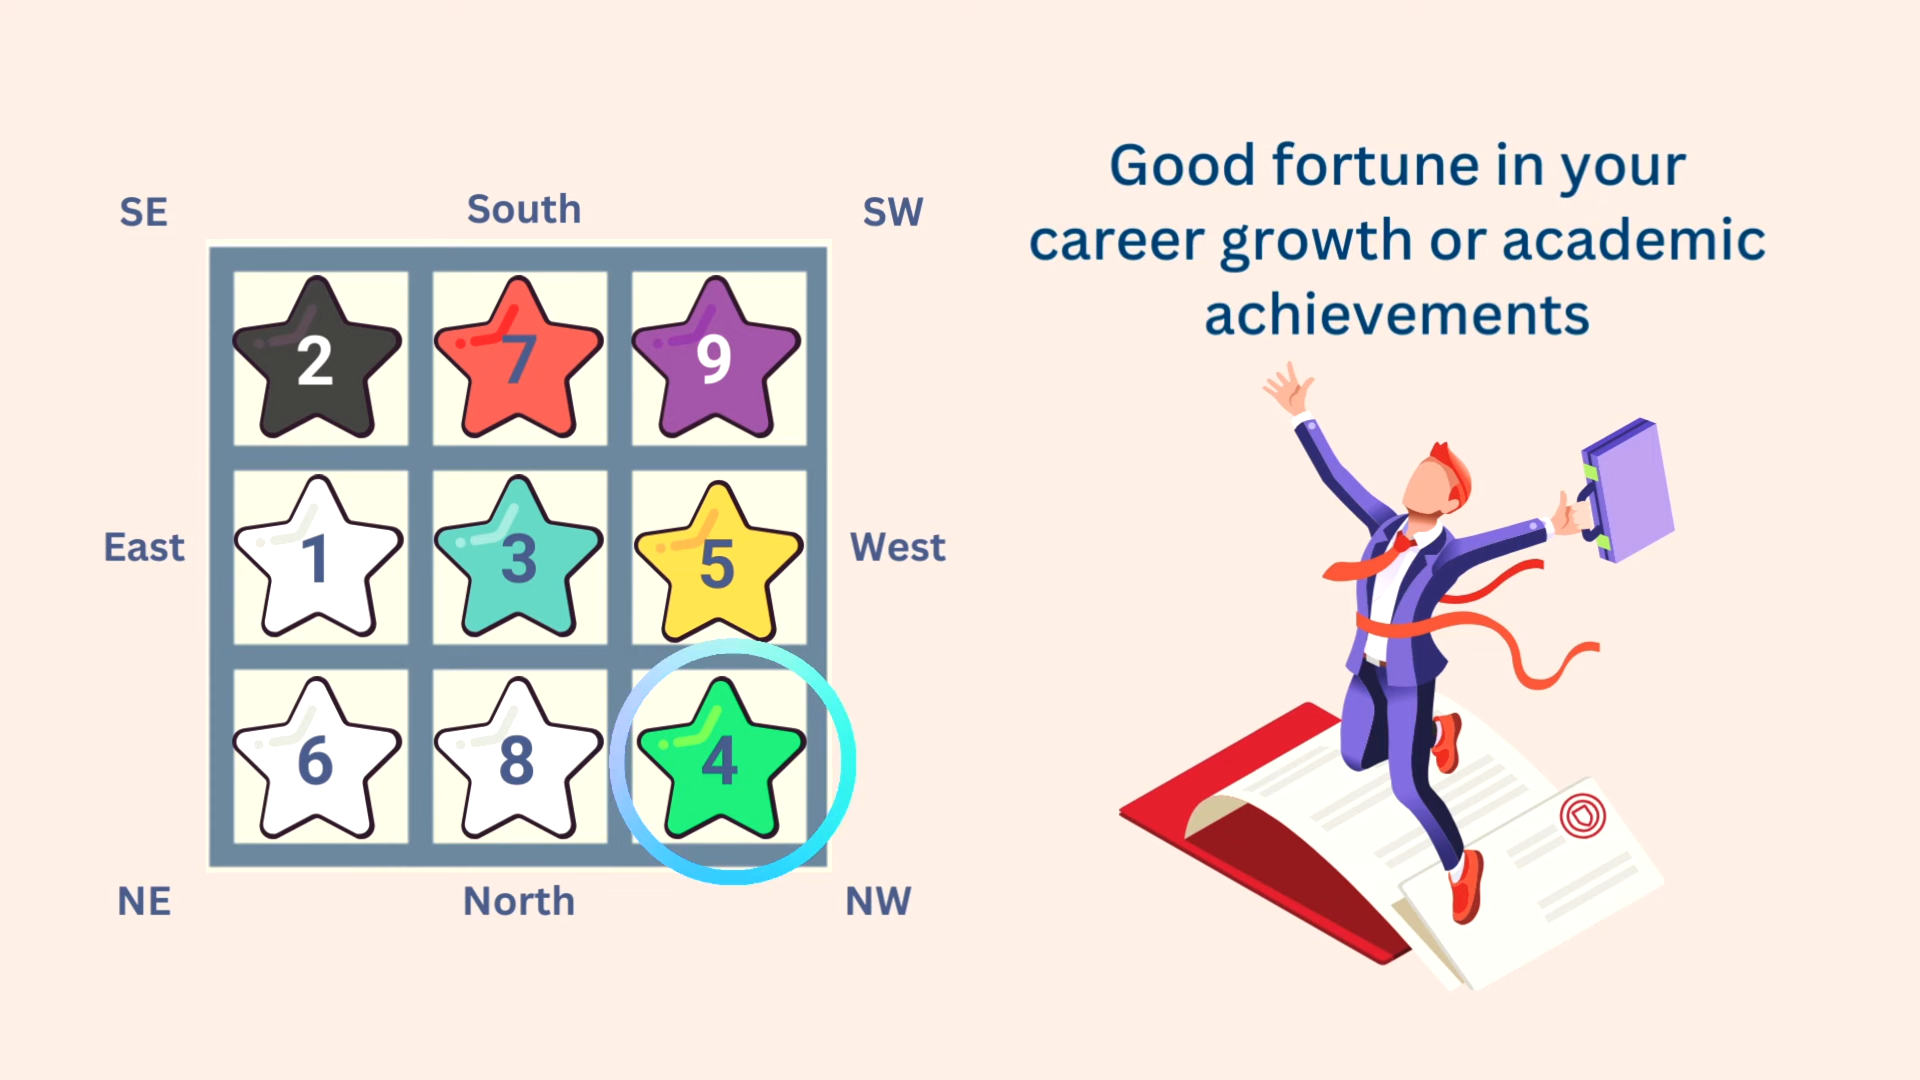 SE South SW
2 7 9
East 1 3 5 West
6 8 4
NE North NW
Good fortune in your
career growth or academic
achievements